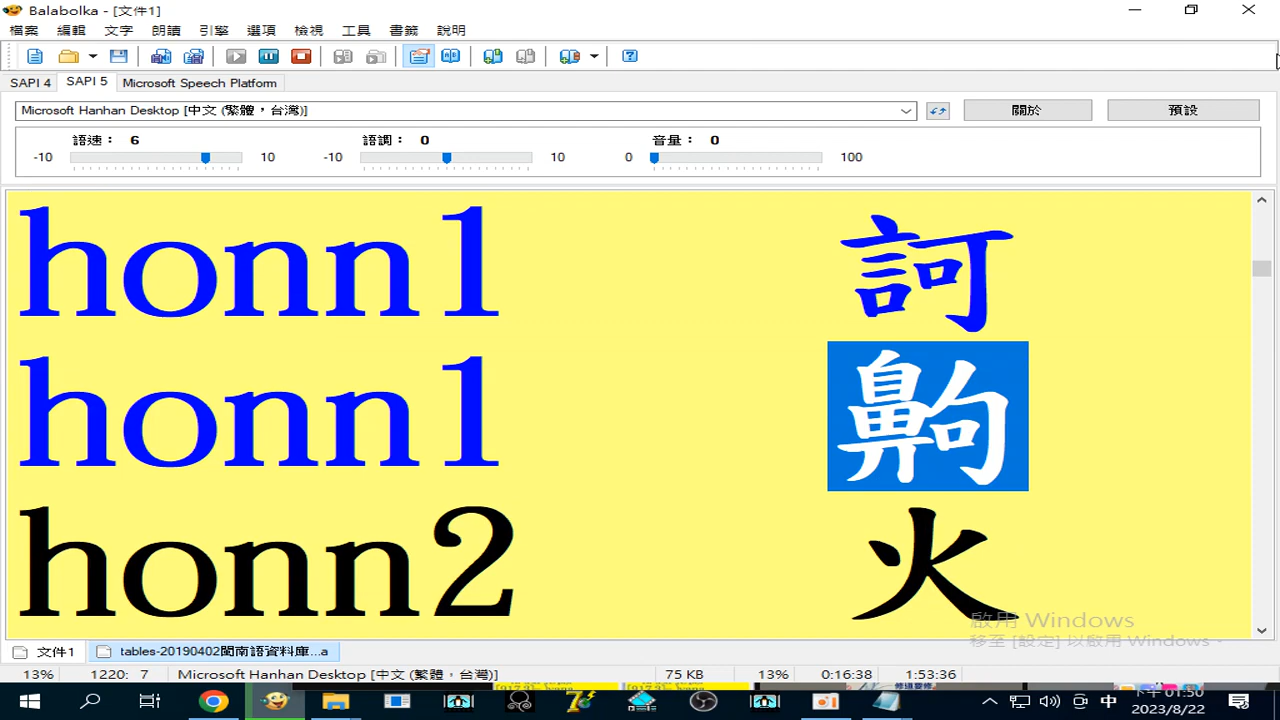 Balabolka - [文件1]
檔案 編輯 文字 朗讀 引擎 選項 檢視 工具 書籤 說明
SAPI 4 SAPI 5 Microsoft Speech Platform
Microsoft Hanhan Desktop [中文 (繁體，台灣)] 關於 預設
語速： 6 語調： 0 音量： 0
-10 10 -10 10 0 100
honn1 訶
honn1 齁
honn2 火
啟用 Windows
移至 [設定] 以啟用 Windows。
文件1 tables-20190402閩南語資料庫...a
13% 1220: 7 Microsoft Hanhan Desktop [中文 (繁體，台灣)] 75 KB 13% 0:16:38 1:53:36
中 下午 01:50
2023/8/22